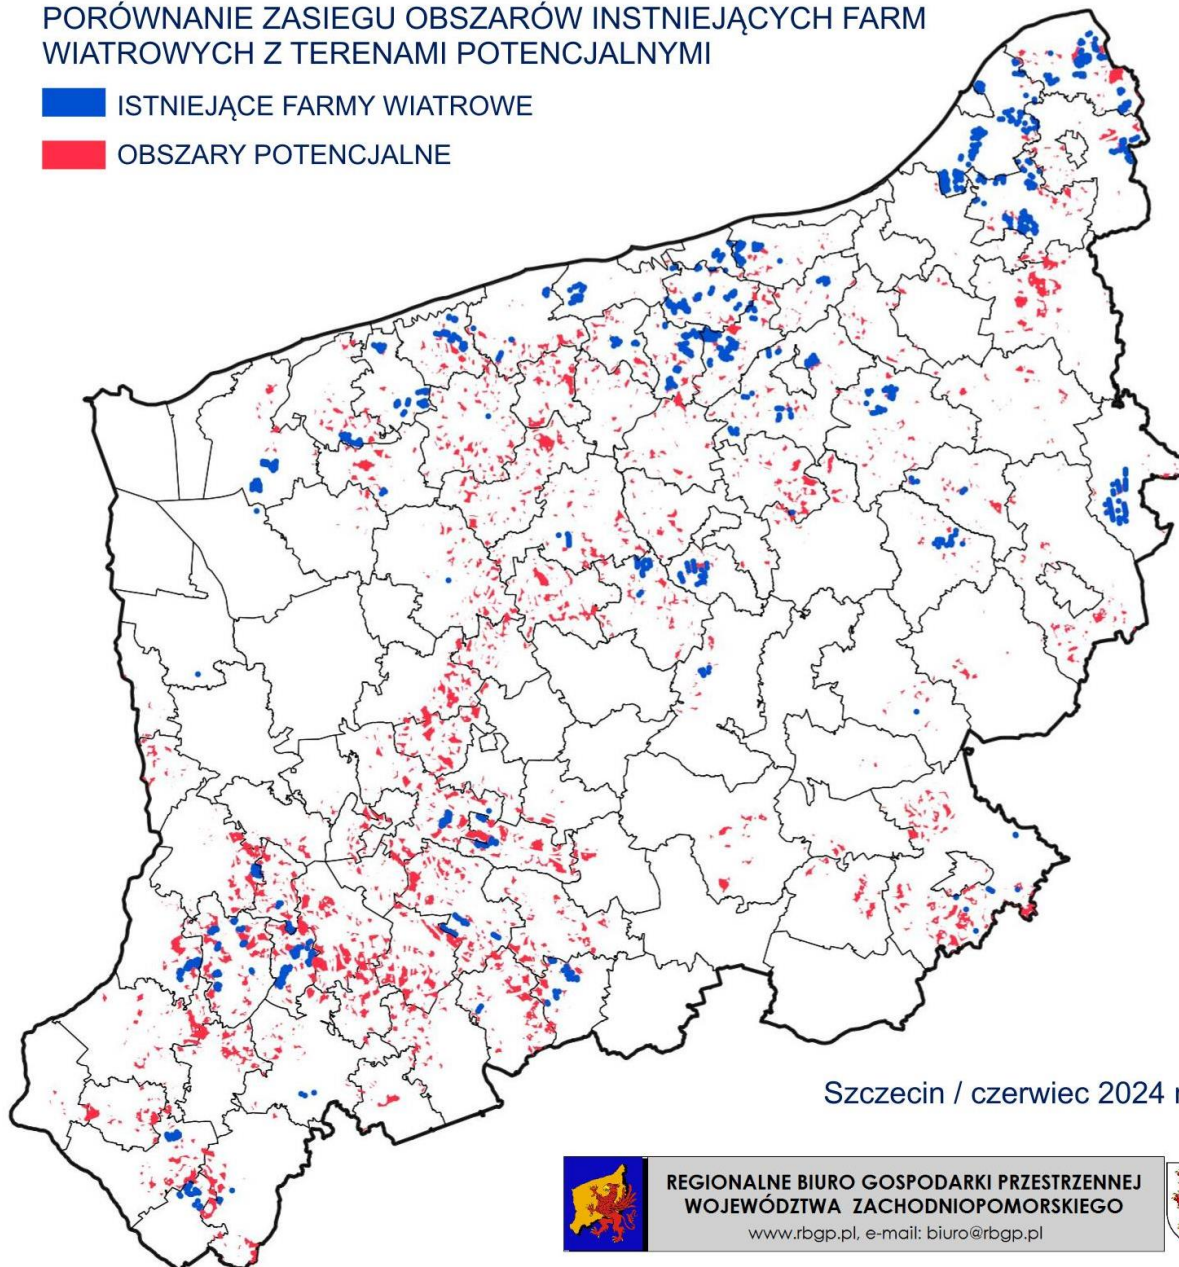 PORÓWNANIE ZASIEGU OBSZARÓW INSTNIEJĄCYCH FARM
WIATROWYCH Z TERENAMI POTENCJALNYMI
ISTNIEJĄCE FARMY WIATROWE
OBSZARY POTENCJALNE
Szczecin / czerwiec 2024 r
REGIONALNE BIURO GOSPODARKI PRZESTRZENNEJ
WOJEWÓDZTWA ZACHODNIOPOMORSKIEGO
www.rbgp.pl, e-mail: biuro@rbgp.pl